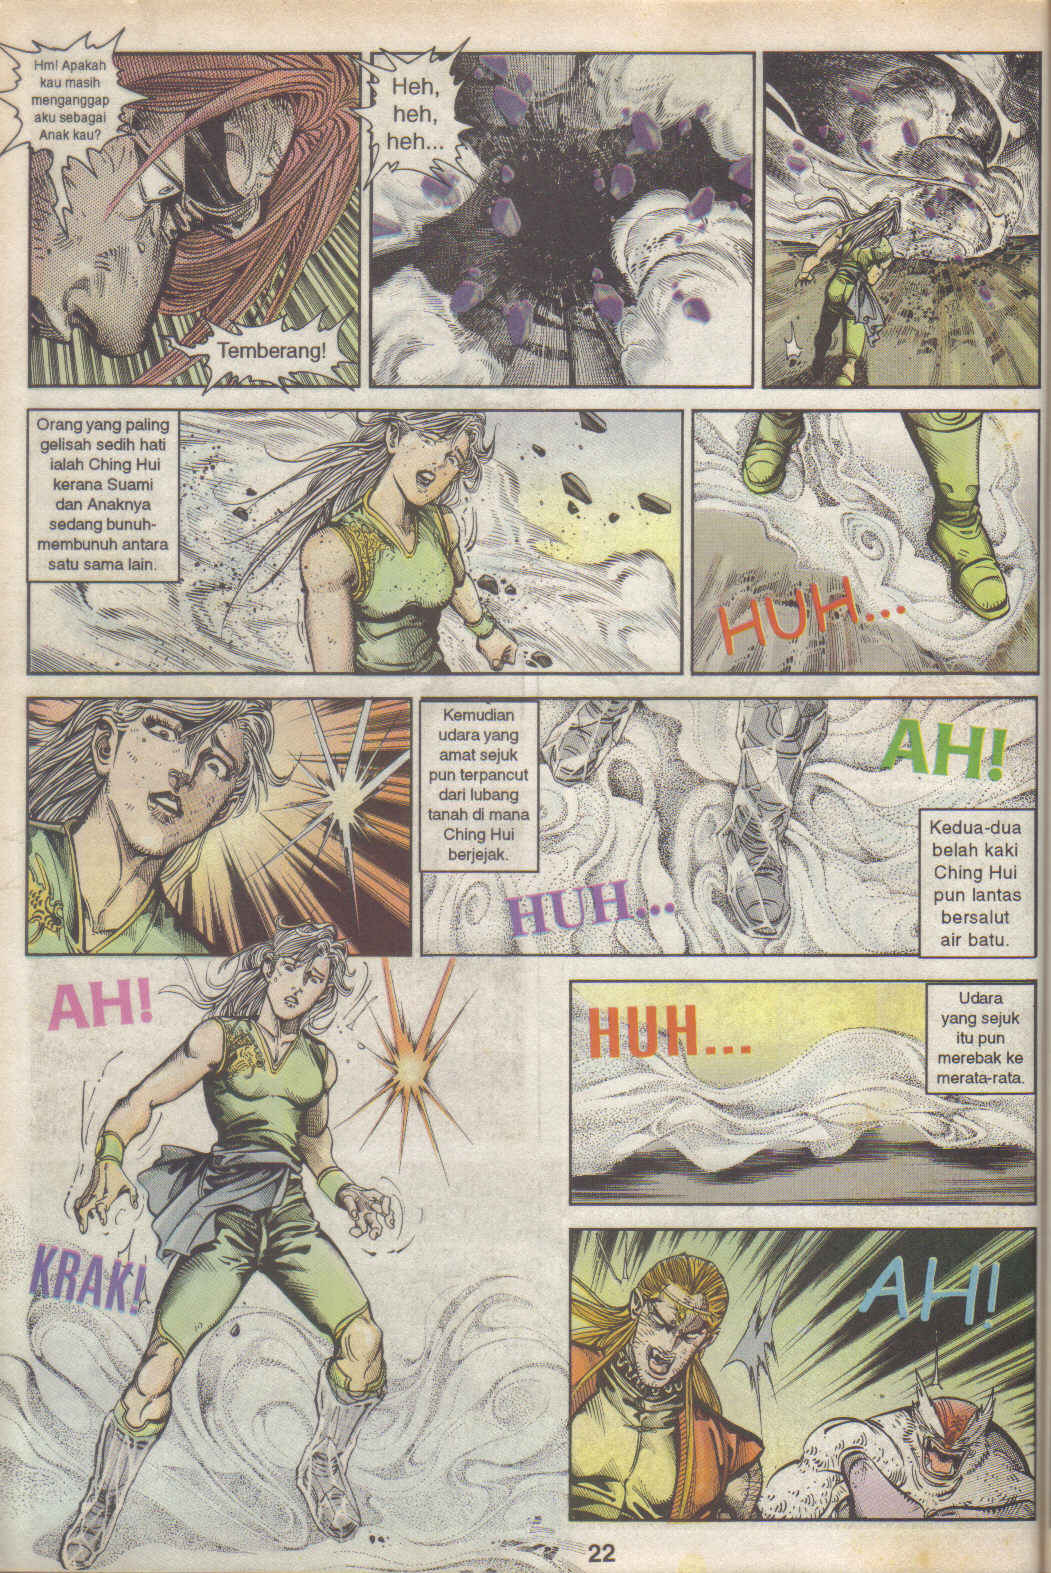 Hm! Apakah
kau masih
menganggap
aku sebagai
Anak kau?
Temberang!
Heh,
heh,
heh...
Orang yang paling
gelisah sedih hati
ialah Ching Hui
kerana Suami
dan Anaknya
sedang bunuh-
membunuh antara
satu sama lain.
HUH...
Kemudian
udara yang
amat sejuk
pun terpancut
dari lubang
tanah di mana
Ching Hui
berjejak.
HUH...
AH!
Kedua-dua
belah kaki
Ching Hui
pun lantas
bersalut
air batu.
AH!
KRAK!
HUH...
Udara
yang sejuk
itu pun
merebak ke
merata-rata.
AH!
22